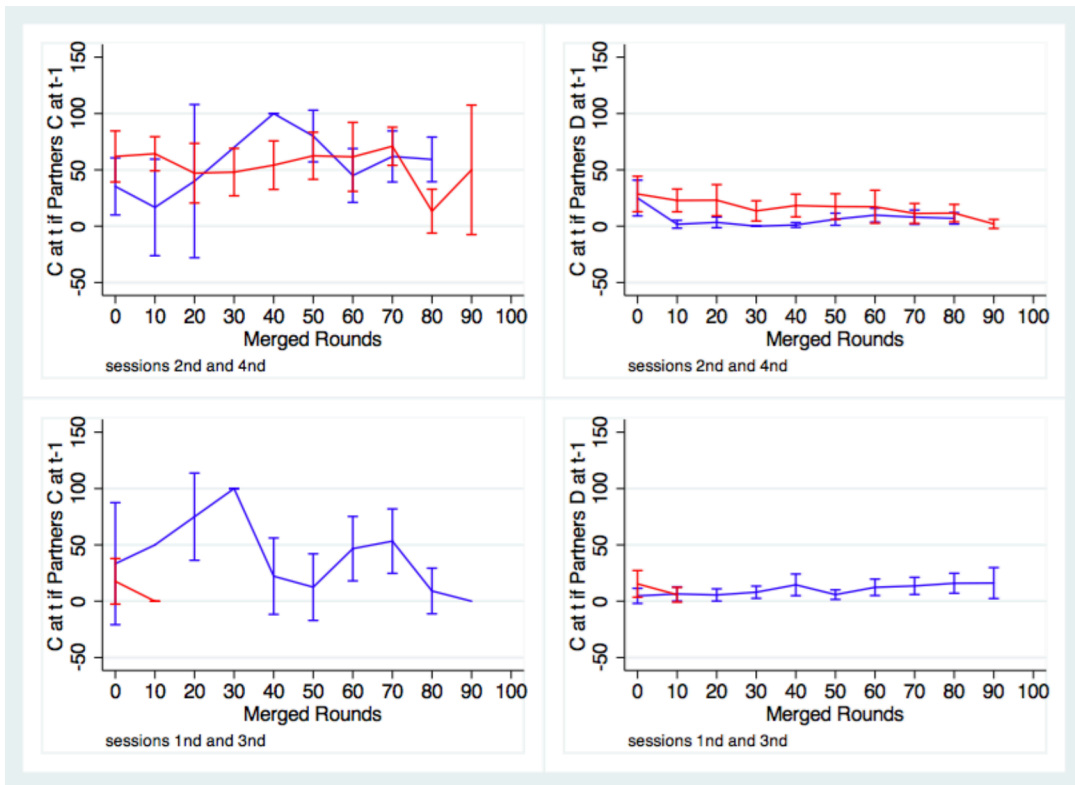 C at t if Partners C at t-1
150
100
50
0
-50
0 10 20 30 40 50 60 70 80 90 100
Merged Rounds
sessions 2nd and 4nd
C at t if Partners D at t-1
150
100
50
0
-50
0 10 20 30 40 50 60 70 80 90 100
Merged Rounds
sessions 2nd and 4nd
C at t if Partners C at t-1
150
100
50
0
-50
0 10 20 30 40 50 60 70 80 90 100
Merged Rounds
sessions 1nd and 3nd
C at t if Partners D at t-1
150
100
50
0
-50
0 10 20 30 40 50 60 70 80 90 100
Merged Rounds
sessions 1nd and 3nd